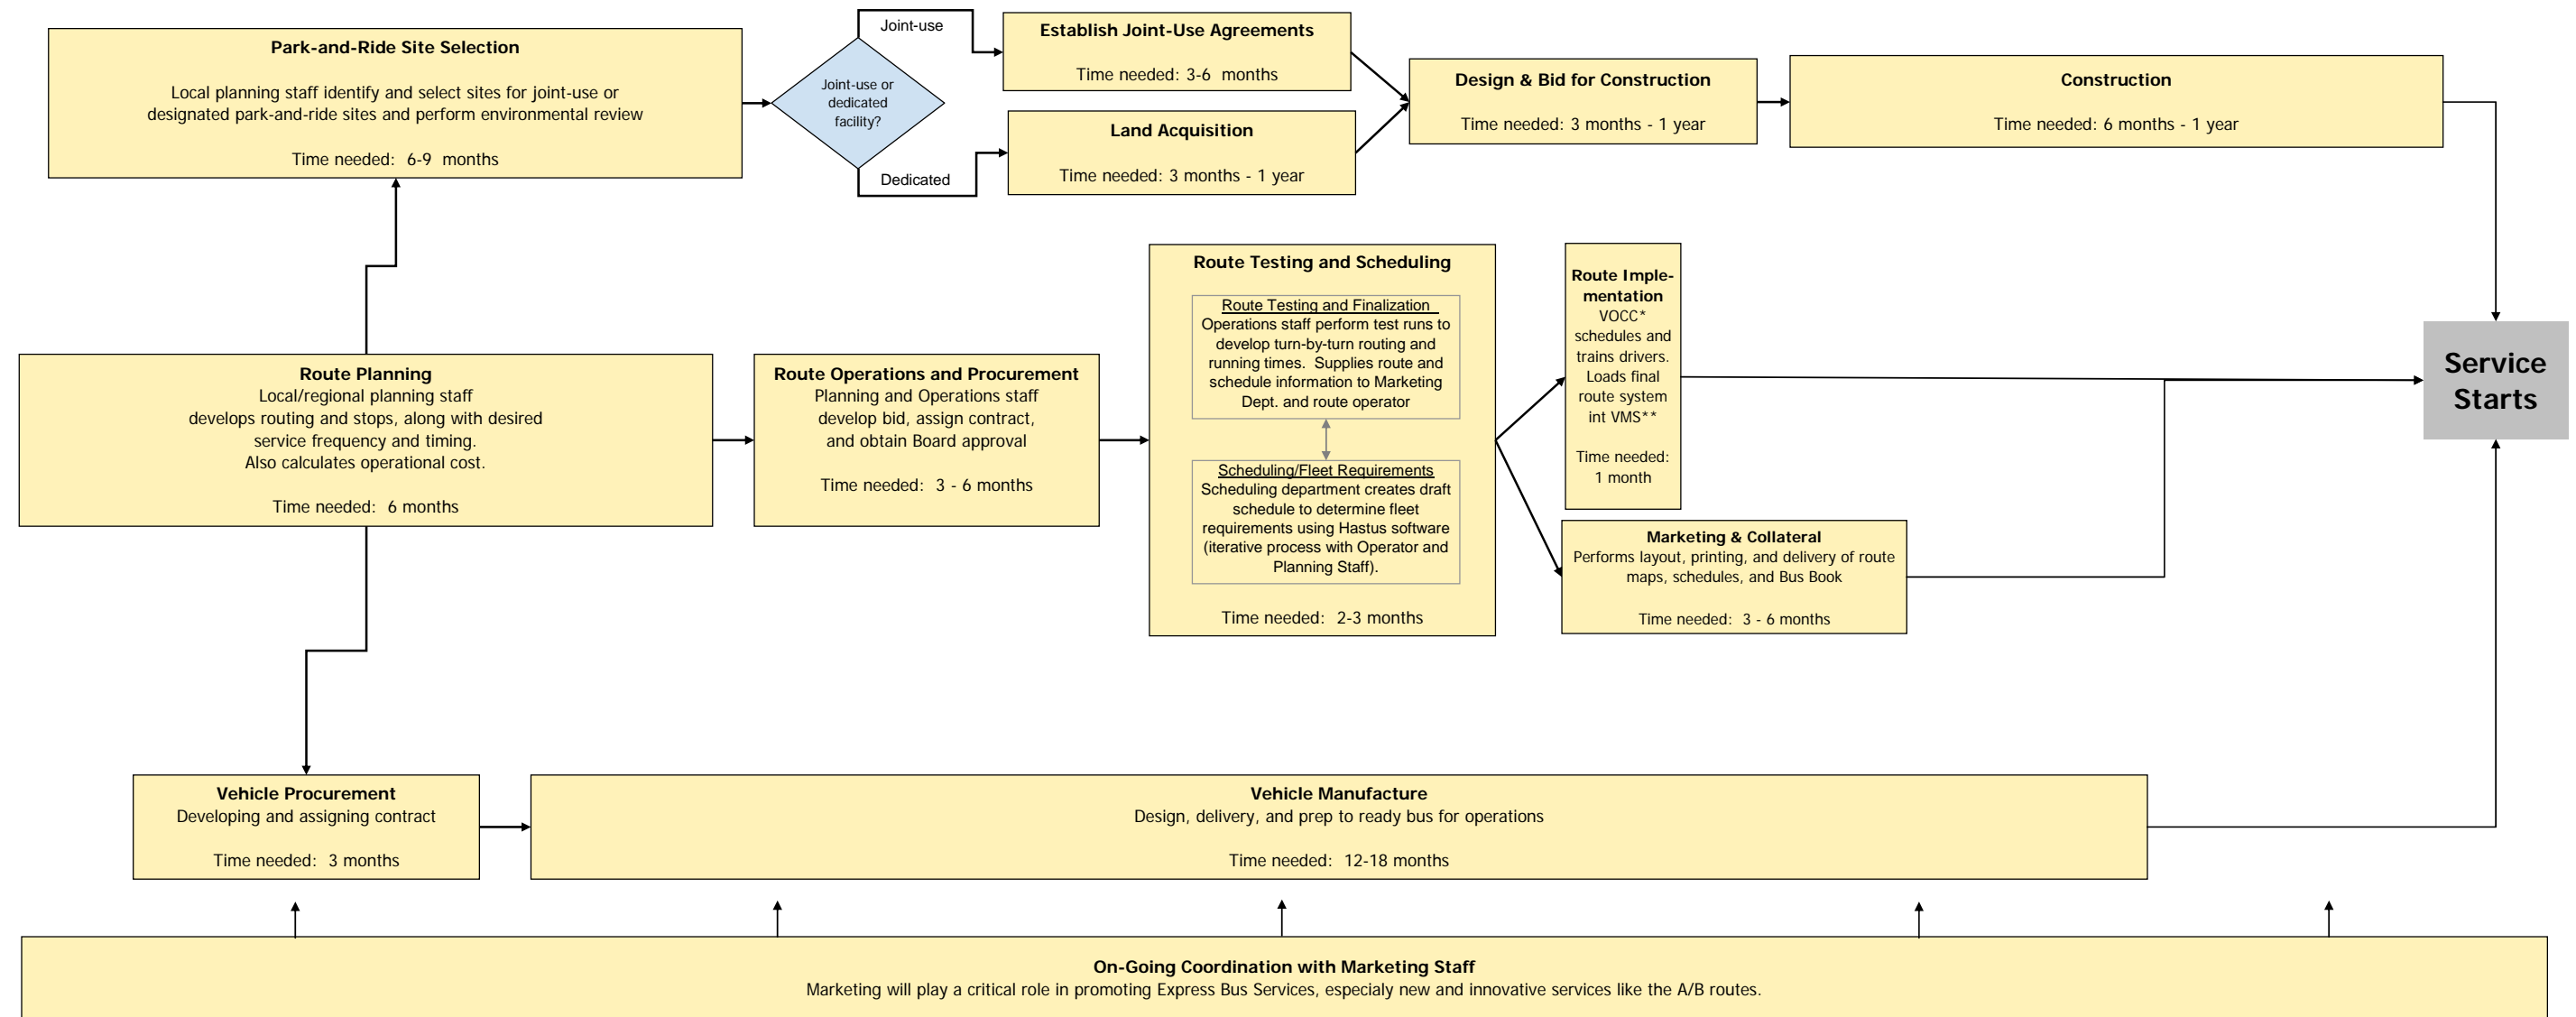 Park-and-Ride Site Selection
Local planning staff identify and select sites for joint-use or
designated park-and-ride sites and perform environmental review
Time needed: 6-9 months
Joint-use or
dedicated
facility?
Joint-use
Dedicated
Establish Joint-Use Agreements
Time needed: 3-6 months
Land Acquisition
Time needed: 3 months - 1 year
Design & Bid for Construction
Time needed: 3 months - 1 year
Construction
Time needed: 6 months - 1 year
Route Planning
Local/regional planning staff
develops routing and stops, along with desired
service frequency and timing.
Also calculates operational cost.
Time needed: 6 months
Route Operations and Procurement
Planning and Operations staff
develop bid, assign contract,
and obtain Board approval
Time needed: 3 - 6 months
Route Testing and Scheduling
Route Testing and Finalization
Operations staff perform test runs to
develop turn-by-turn routing and
running times. Supplies route and
schedule information to Marketing
Dept. and route operator
Scheduling/Fleet Requirements
Scheduling department creates draft
schedule to determine fleet
requirements using Hastus software
(iterative process with Operator and
Planning Staff).
Time needed: 2-3 months
Route Imple-
mentation
VOCC*
schedules and
trains drivers.
Loads final
route system
int VMS**
Time needed:
1 month
Marketing & Collateral
Performs layout, printing, and delivery of route
maps, schedules, and Bus Book
Time needed: 3 - 6 months
Service
Starts
Vehicle Procurement
Developing and assigning contract
Time needed: 3 months
Vehicle Manufacture
Design, delivery, and prep to ready bus for operations
Time needed: 12-18 months
On-Going Coordination with Marketing Staff
Marketing will play a critical role in promoting Express Bus Services, especialy new and innovative services like the A/B routes.